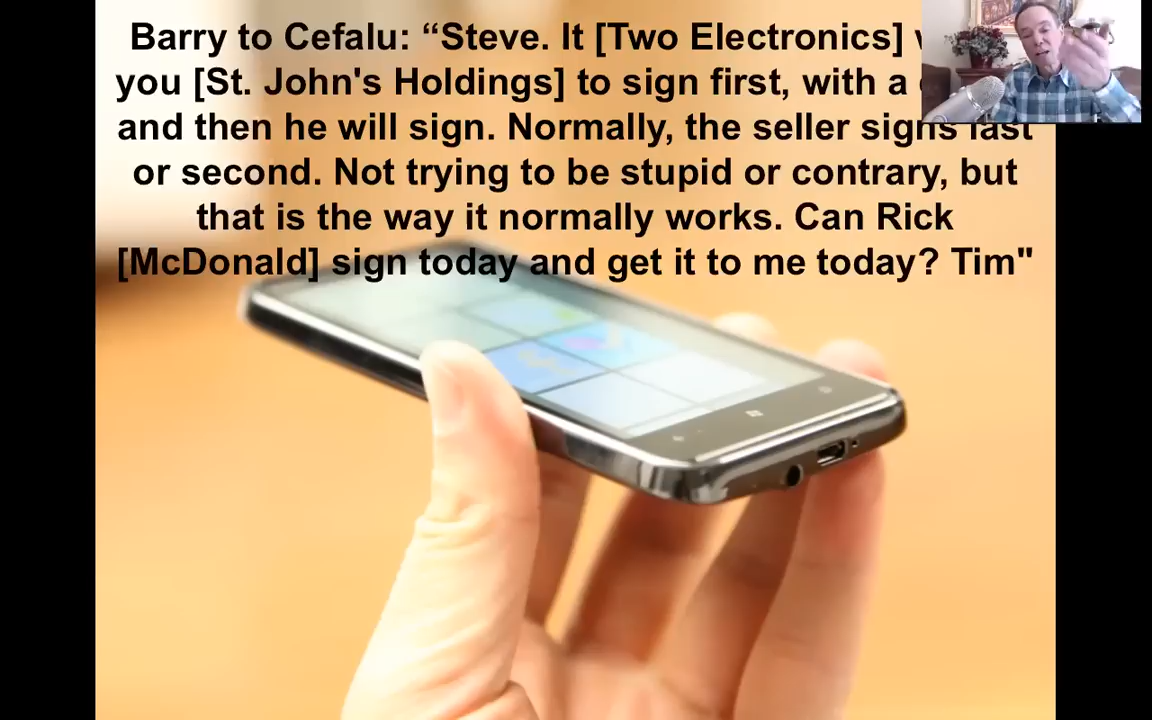 Barry to Cefalu: “Steve. It [Two Electronics]
you [St. John's Holdings] to sign first, with a
and then he will sign. Normally, the seller signs last
or second. Not trying to be stupid or contrary, but
that is the way it normally works. Can Rick
[McDonald] sign today and get it to me today? Tim"